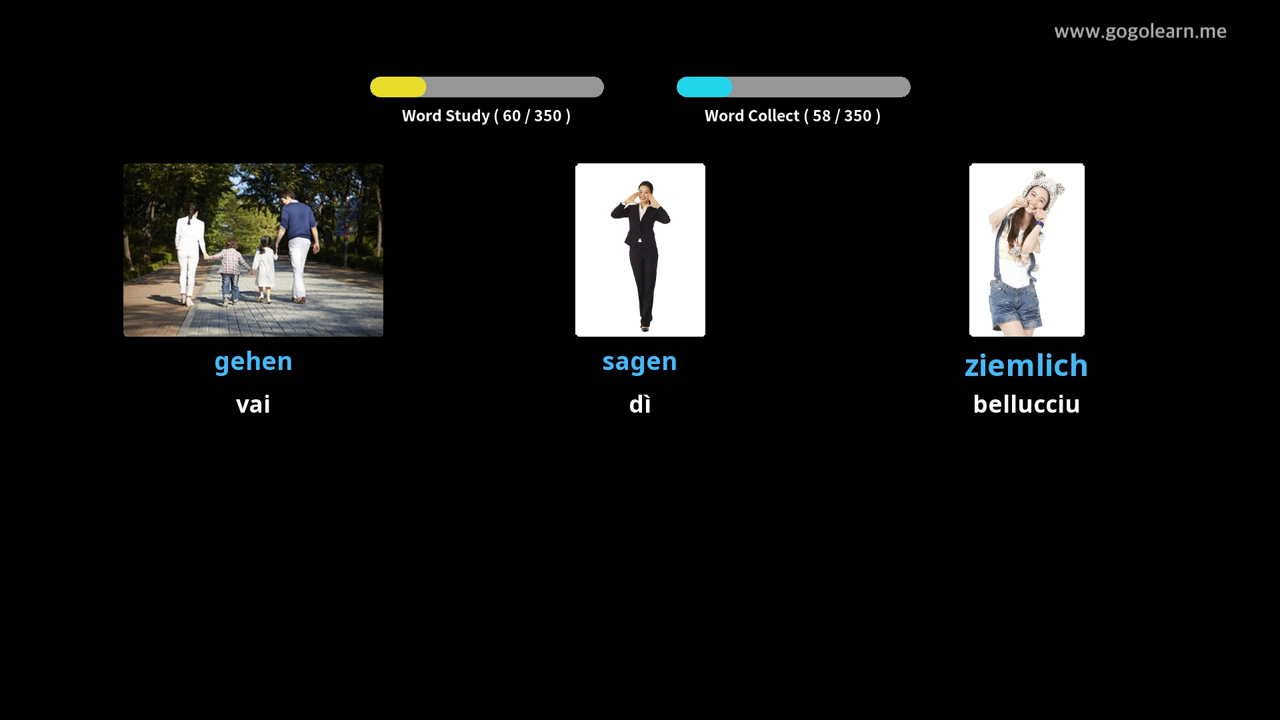 www.gogolearn.me
Word Study ( 60 / 350 )
Word Collect ( 58 / 350 )
gehen
vai
sagen
dì
ziemlich
bellucciu